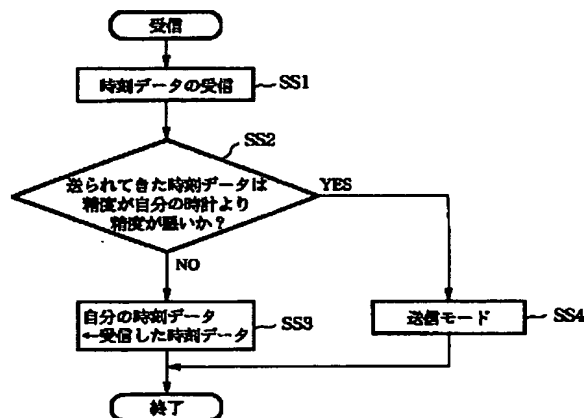 受信
時刻データの受信
SS1
SS2
送られてきた時刻データは
精度が自分の時計より
精度が悪いか？
YES
NO
自分の時刻データ
←受信した時刻データ
SS3
送信モード
SS4
終了